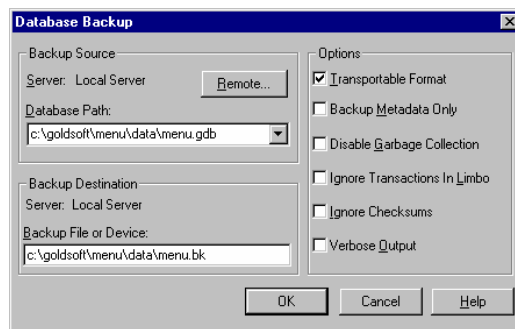 Database Backup
Backup Source
Server: Local Server
Remote...
Database Path:
c:\goldsoft\menu\data\menu.gdb
Backup Destination
Server: Local Server
Backup File or Device:
c:\goldsoft\menu\data\menu.bk
Options
Transportable Format
Backup Metadata Only
Disable Garbage Collection
Ignore Transactions In Limbo
Ignore Checksums
Verbose Output
OK
Cancel
Help